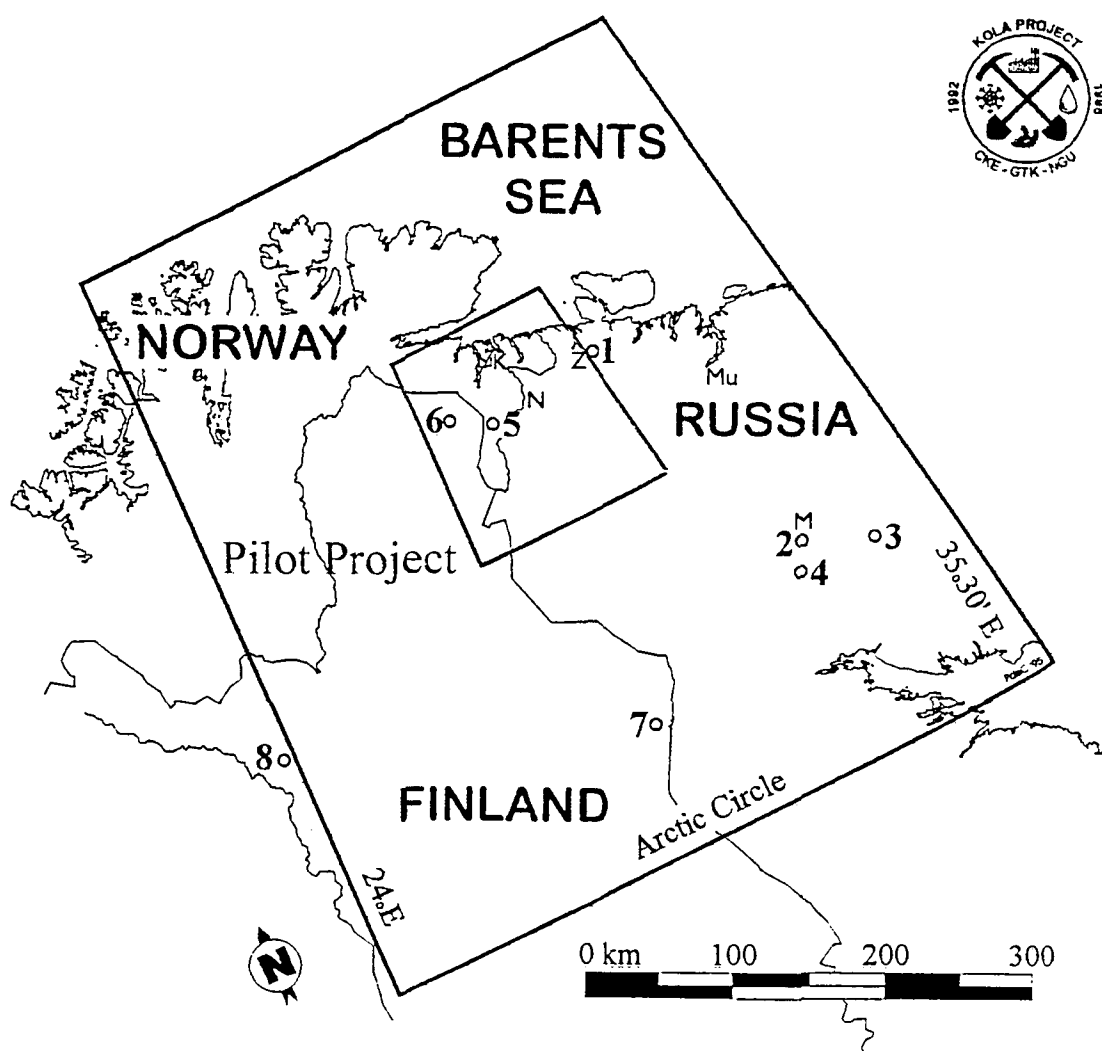 KOLA PROJECT
1992
CKE - GTK - NGU
BARENTS
SEA
NORWAY
1
Z
K
Mu
N
RUSSIA
6
5
M
2
3
4
Pilot Project
35°30' E
7
8
FINLAND
Arctic Circle
24°E
N
0 km 100 200 300